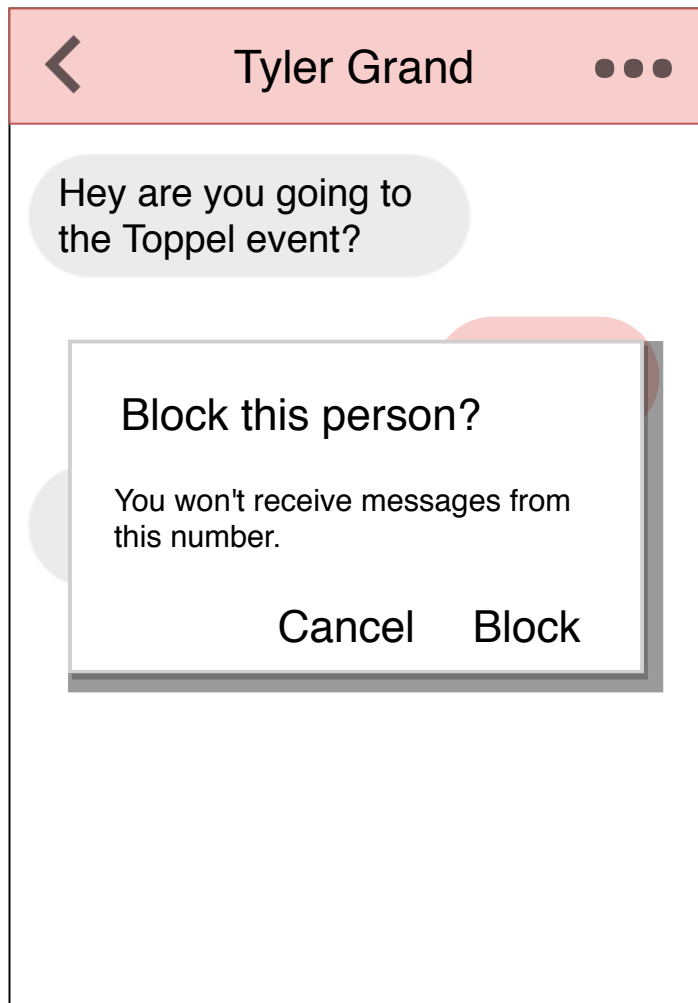 Tyler Grand
Hey are you going to
the Toppel event?
Block this person?
You won't receive messages from
this number.
Cancel Block